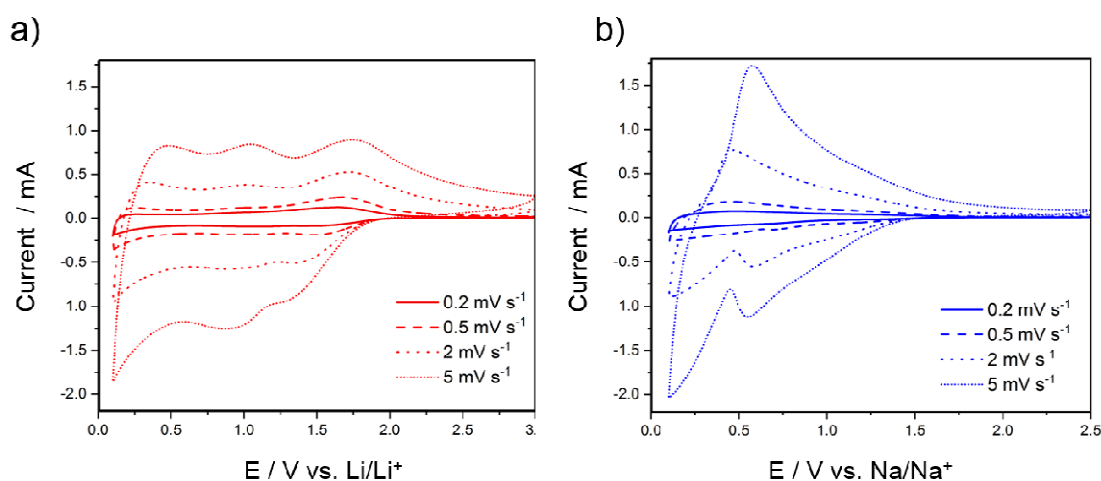 a)
b)
1.5
1.0
0.5
0.0
-0.5
-1.0
-1.5
-2.0
Current / mA
0.2 mV s⁻¹
0.5 mV s⁻¹
2 mV s⁻¹
5 mV s⁻¹
0.0 0.5 1.0 1.5 2.0 2.5 3.
E / V vs. Li/Li⁺
1.5
1.0
0.5
0.0
-0.5
-1.0
-1.5
-2.0
Current / mA
0.2 mV s⁻¹
0.5 mV s⁻¹
2 mV s⁻¹
5 mV s⁻¹
0.0 0.5 1.0 1.5 2.0 2.5
E / V vs. Na/Na⁺